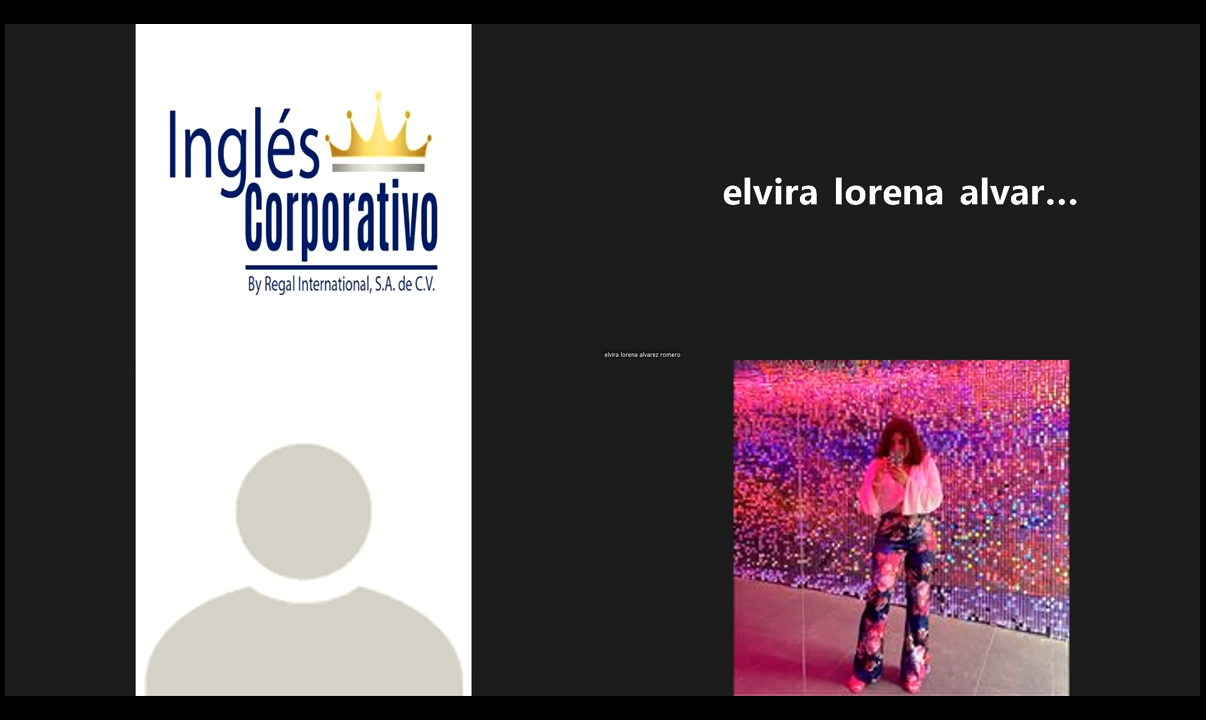 Inglés
Corporativo
By Regal International, S.A. de C.V.
elvira lorena alvar...
elvira lorena alvarez romero